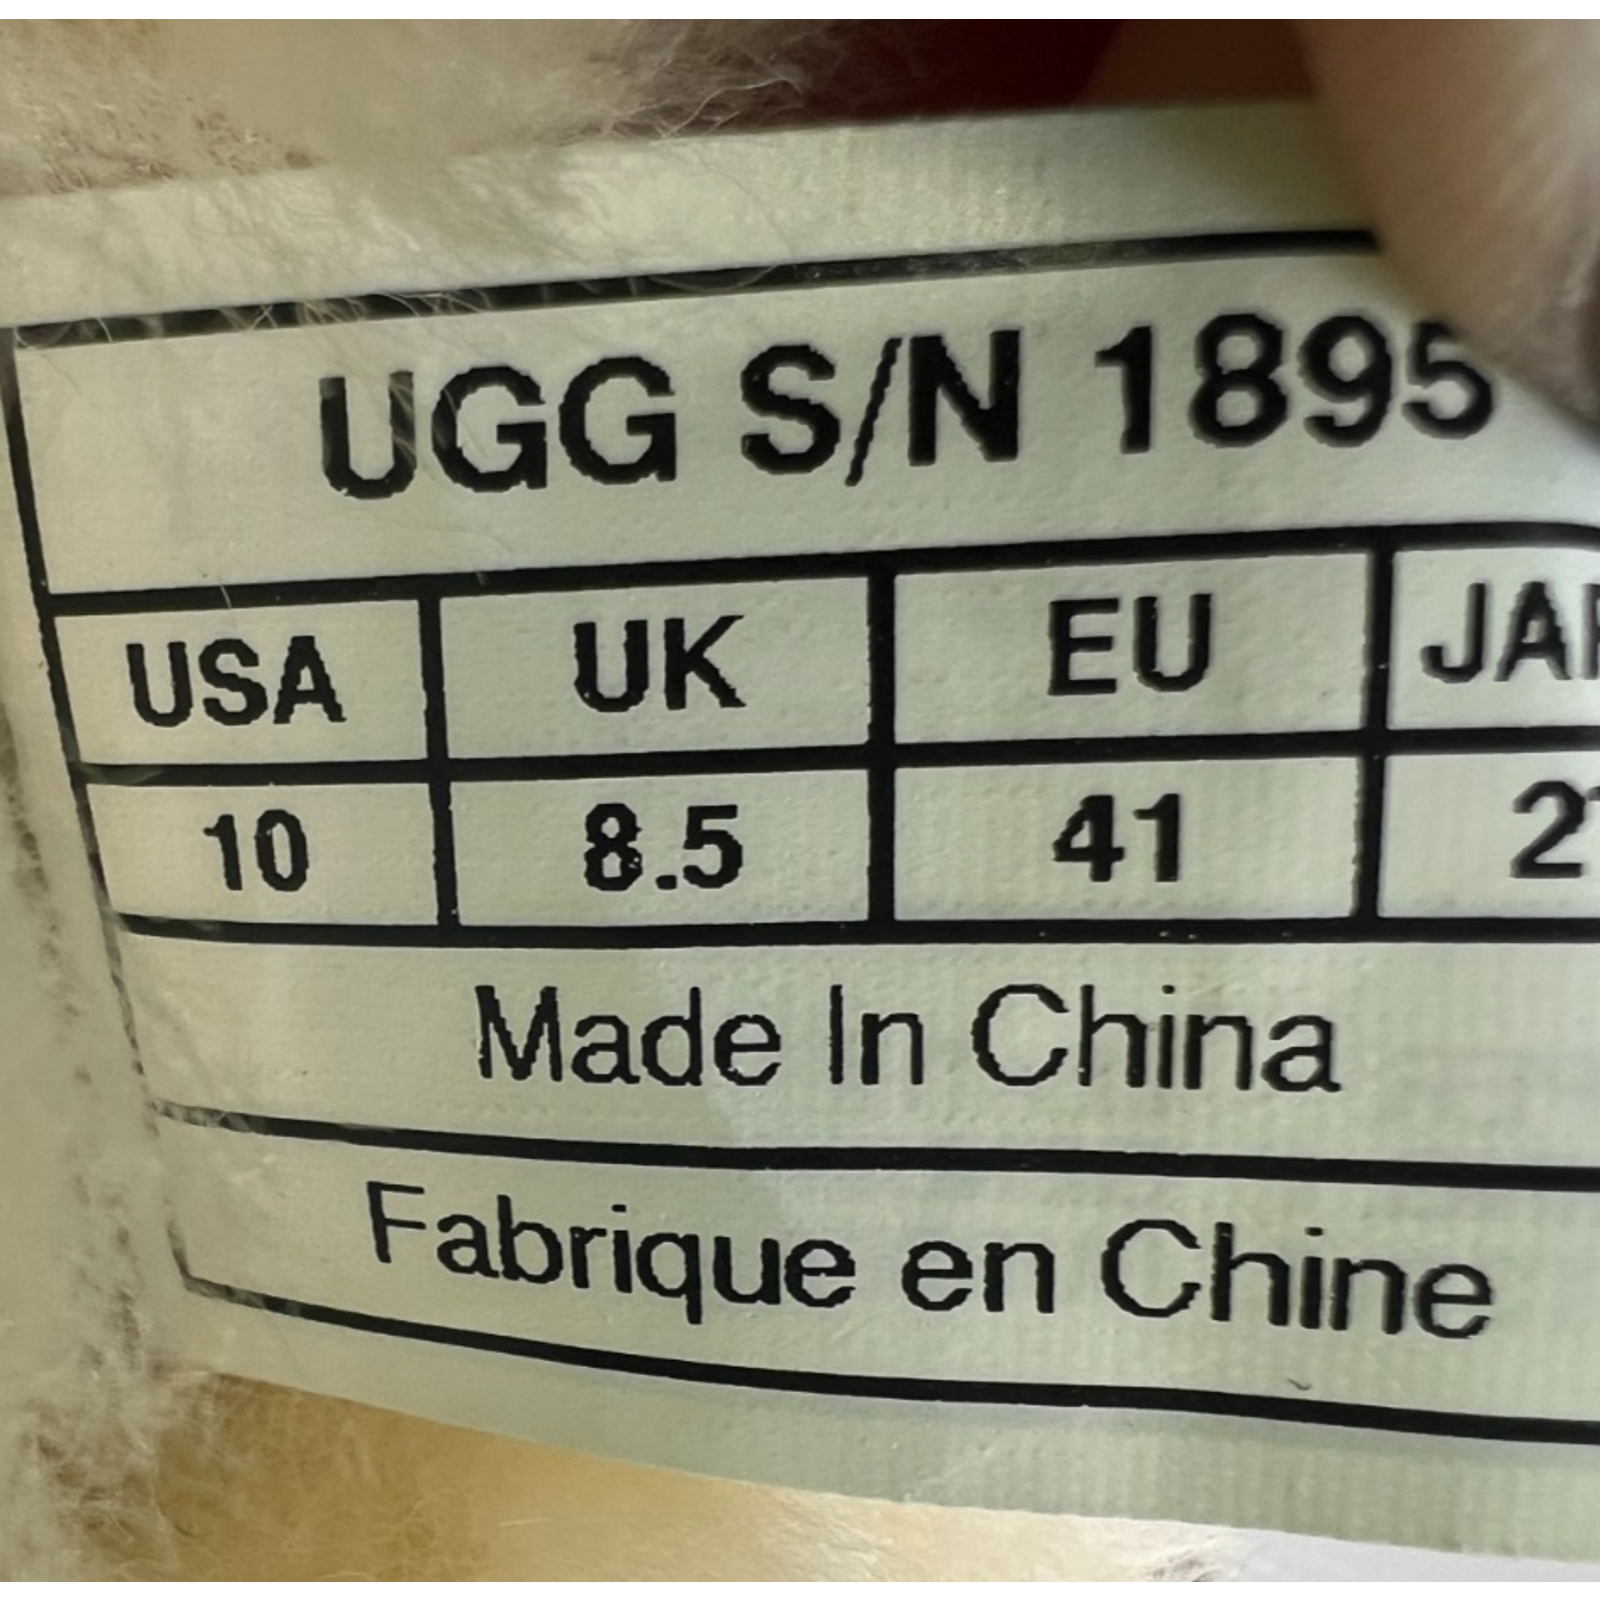 UGG S/N 1895
USA UK EU
10 8.5 41
Made In China
Fabrique en Chine